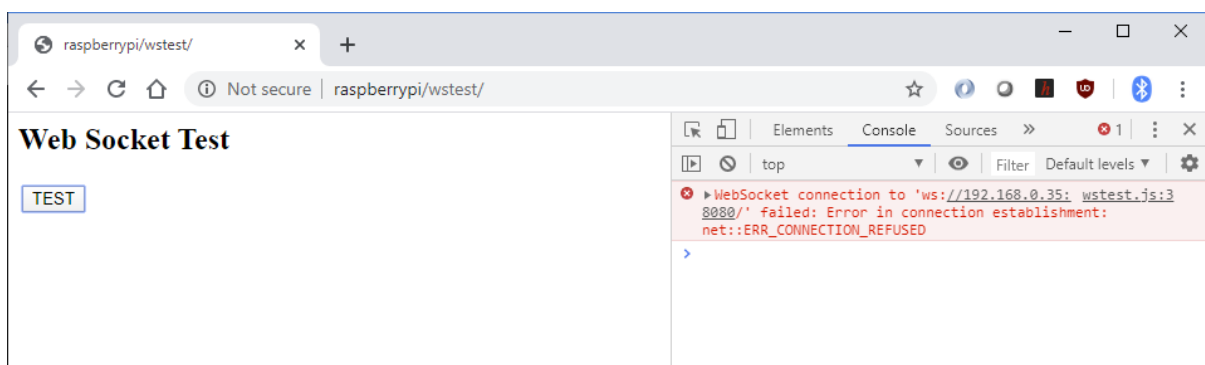 raspberrypi/wstest/
Not secure | raspberrypi/wstest/
Web Socket Test
TEST
Elements Console Sources » 1
top Filter Default levels ▼
WebSocket connection to 'ws://192.168.0.35: wstest.js:3
8080/' failed: Error in connection establishment:
net::ERR_CONNECTION_REFUSED